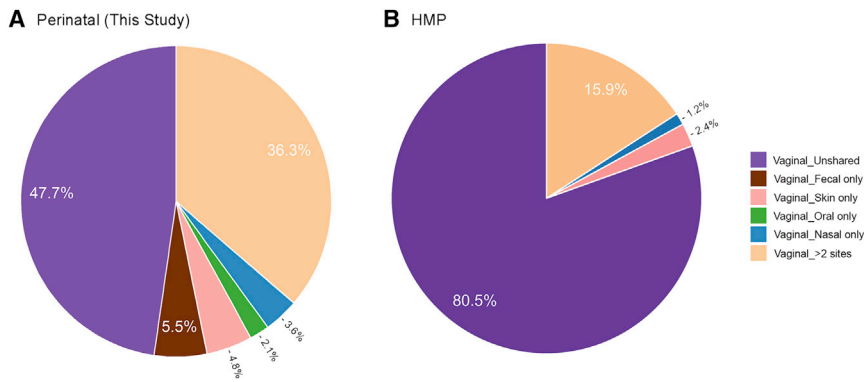 A Perinatal (This Study)
36.3%
- 3.6%
- 2.1%
- 4.8%
5.5%
47.7%
B HMP
15.9%
- 1.2%
- 2.4%
80.5%
Vaginal_Unshared
Vaginal_Fecal only
Vaginal_Skin only
Vaginal_Oral only
Vaginal_Nasal only
Vaginal_>2 sites